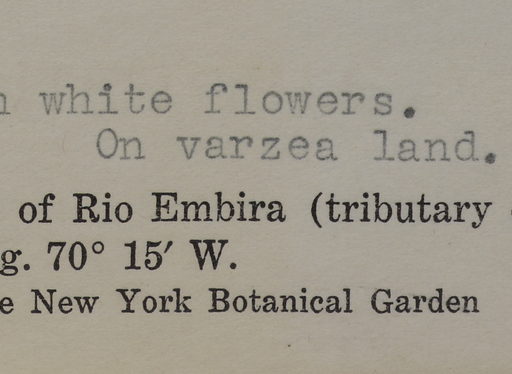 white flowers.
On varzea land.
of Rio Embira (tributary
g. 70° 15′ W.
e New York Botanical Garden